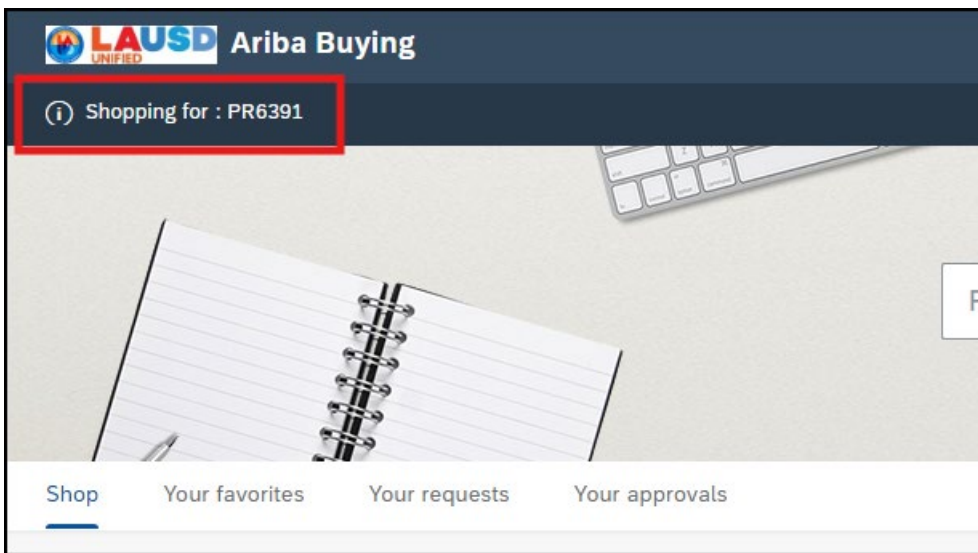 LAUSD
UNIFIED
Ariba Buying
Shopping for : PR6391
Shop
Your favorites
Your requests
Your approvals